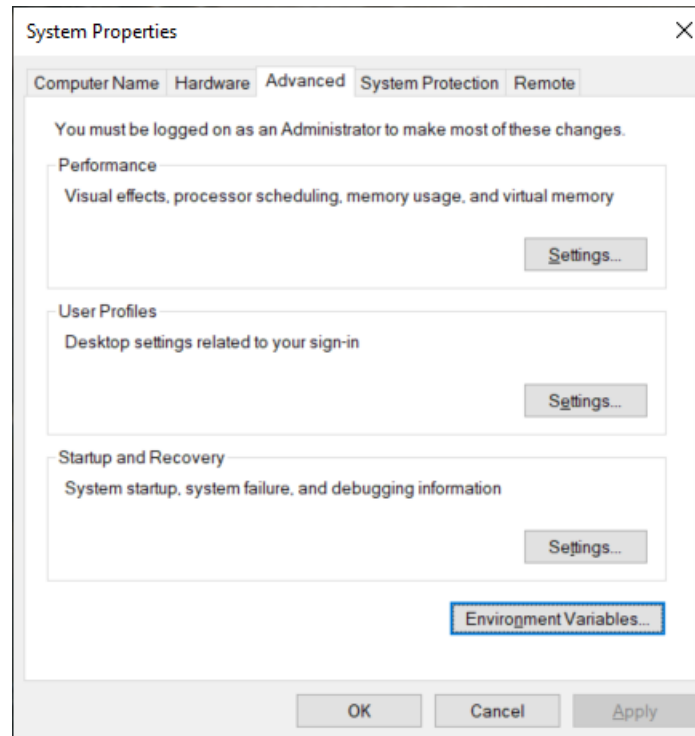 System Properties
Computer Name Hardware Advanced System Protection Remote
You must be logged on as an Administrator to make most of these changes.
Performance
Visual effects, processor scheduling, memory usage, and virtual memory
Settings...
User Profiles
Desktop settings related to your sign-in
Settings...
Startup and Recovery
System startup, system failure, and debugging information
Settings...
Environment Variables...
OK Cancel Apply